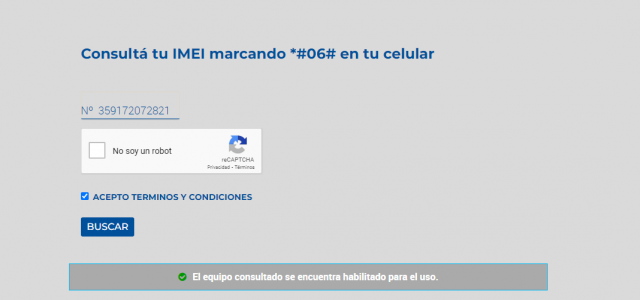 Consultá tu IMEI marcando *#06# en tu celular
Nº 359172072821
No soy un robot
reCAPTCHA
Privacidad - Términos
ACEPTO TERMINOS Y CONDICIONES
BUSCAR
El equipo consultado se encuentra habilitado para el uso.